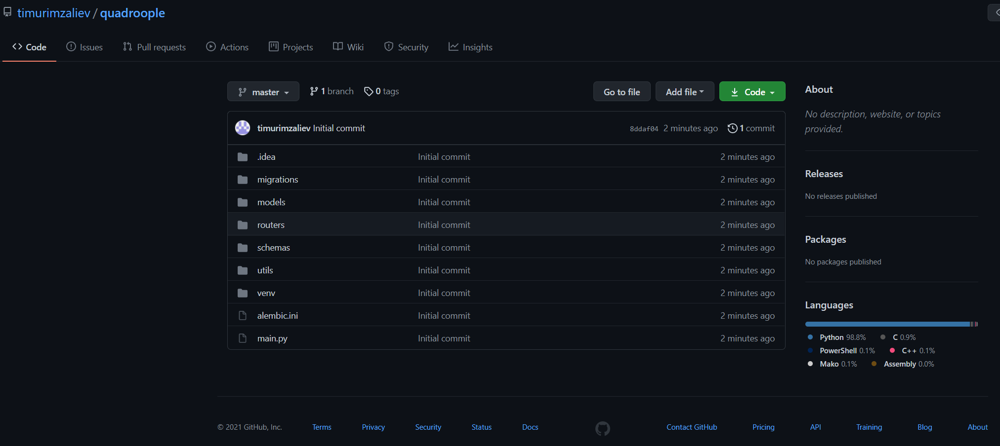 timurimzaliev / quadroople
Code Issues Pull requests Actions Projects Wiki Security Insights
master 1 branch 0 tags Go to file Add file Code
timurimzaliev Initial commit 8ddaf04 2 minutes ago 1 commit
.idea Initial commit 2 minutes ago
migrations Initial commit 2 minutes ago
models Initial commit 2 minutes ago
routers Initial commit 2 minutes ago
schemas Initial commit 2 minutes ago
utils Initial commit 2 minutes ago
venv Initial commit 2 minutes ago
alembic.ini Initial commit 2 minutes ago
main.py Initial commit 2 minutes ago
About
No description, website, or topics
provided.
Releases
No releases published
Packages
No packages published
Languages
Python 98.8% C 0.9%
PowerShell 0.1% C++ 0.1%
Mako 0.1% Assembly 0.0%
© 2021 GitHub, Inc. Terms Privacy Security Status Docs Contact GitHub Pricing API Training Blog About